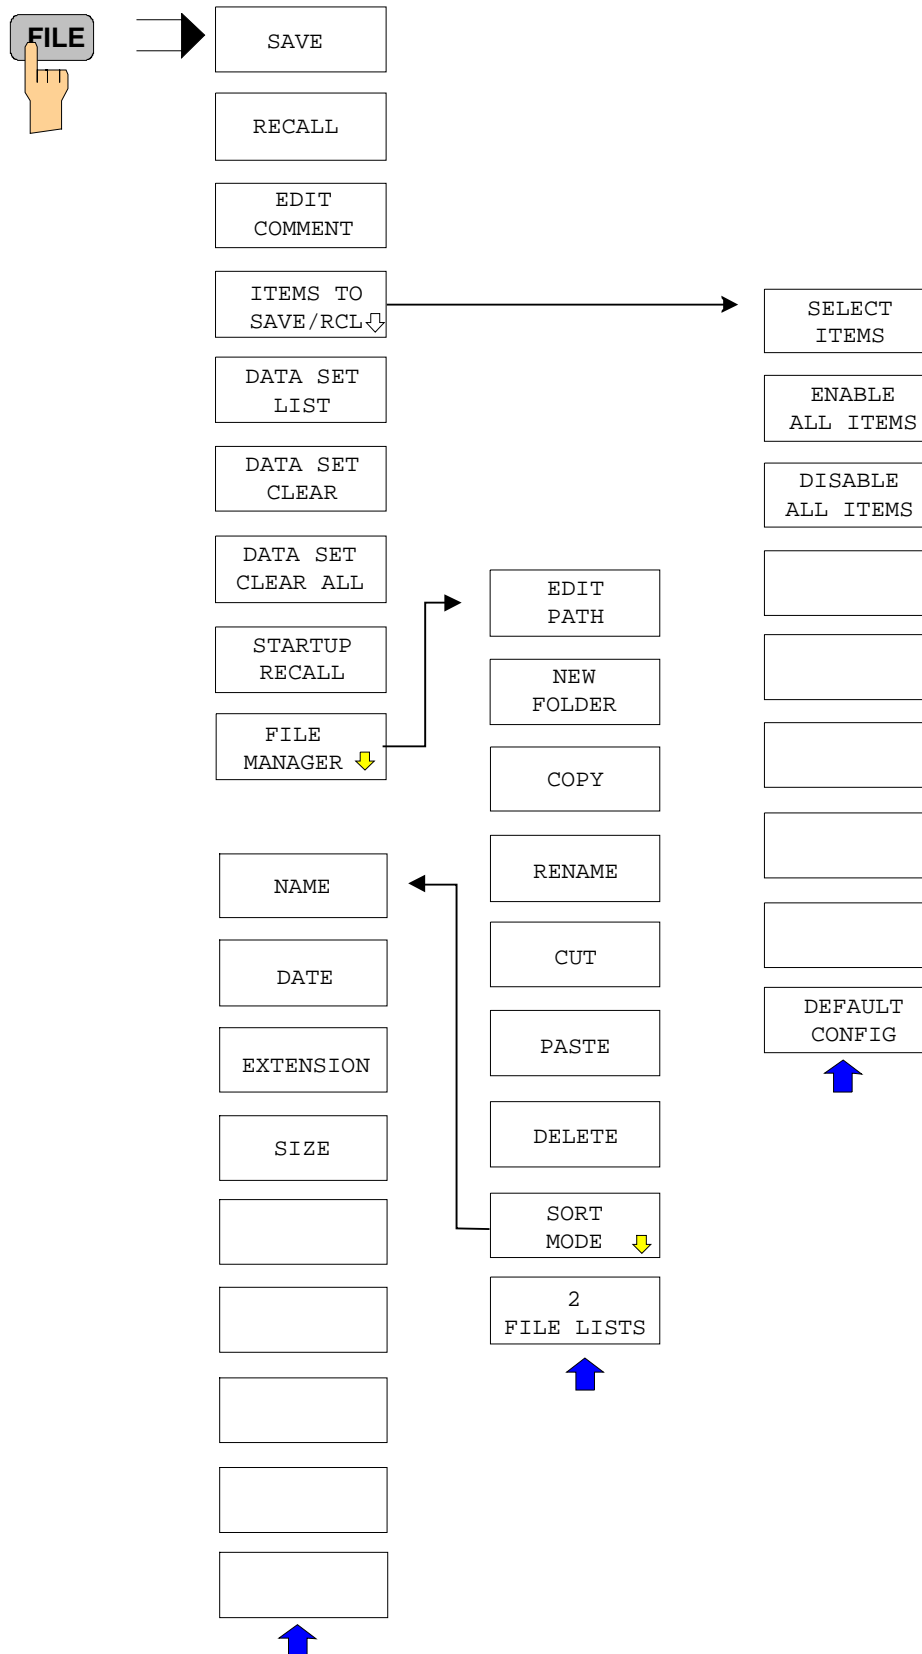 FILE
SAVE
RECALL
EDIT
COMMENT
ITEMS TO
SAVE/RCL
DATA SET
LIST
DATA SET
CLEAR
DATA SET
CLEAR ALL
STARTUP
RECALL
FILE
MANAGER
SELECT
ITEMS
ENABLE
ALL ITEMS
DISABLE
ALL ITEMS
DEFAULT
CONFIG
EDIT
PATH
NEW
FOLDER
COPY
RENAME
CUT
PASTE
DELETE
SORT
MODE
2
FILE LISTS
NAME
DATE
EXTENSION
SIZE